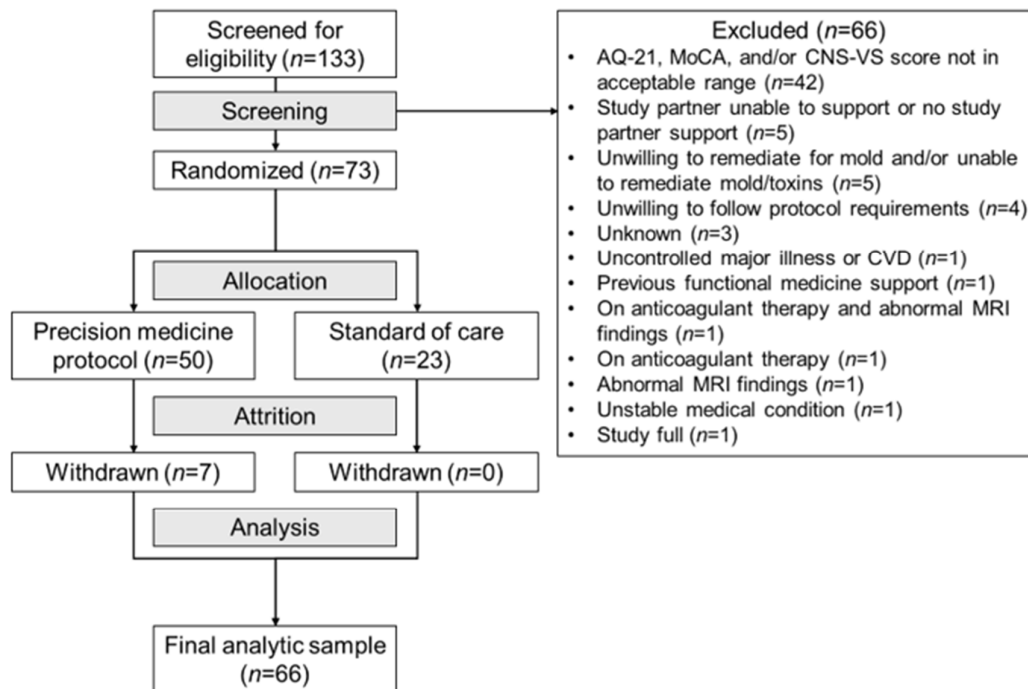 Screened for
eligibility (n=133)
Screening
Randomized (n=73)
Allocation
Precision medicine
protocol (n=50)
Standard of care
(n=23)
Attrition
Withdrawn (n=7)
Withdrawn (n=0)
Analysis
Final analytic sample
(n=66)
Excluded (n=66)
• AQ-21, MoCA, and/or CNS-VS score not in
acceptable range (n=42)
• Study partner unable to support or no study
partner support (n=5)
• Unwilling to remediate for mold and/or unable
to remediate mold/toxins (n=5)
• Unwilling to follow protocol requirements (n=4)
• Unknown (n=3)
• Uncontrolled major illness or CVD (n=1)
• Previous functional medicine support (n=1)
• On anticoagulant therapy and abnormal MRI
findings (n=1)
• On anticoagulant therapy (n=1)
• Abnormal MRI findings (n=1)
• Unstable medical condition (n=1)
• Study full (n=1)